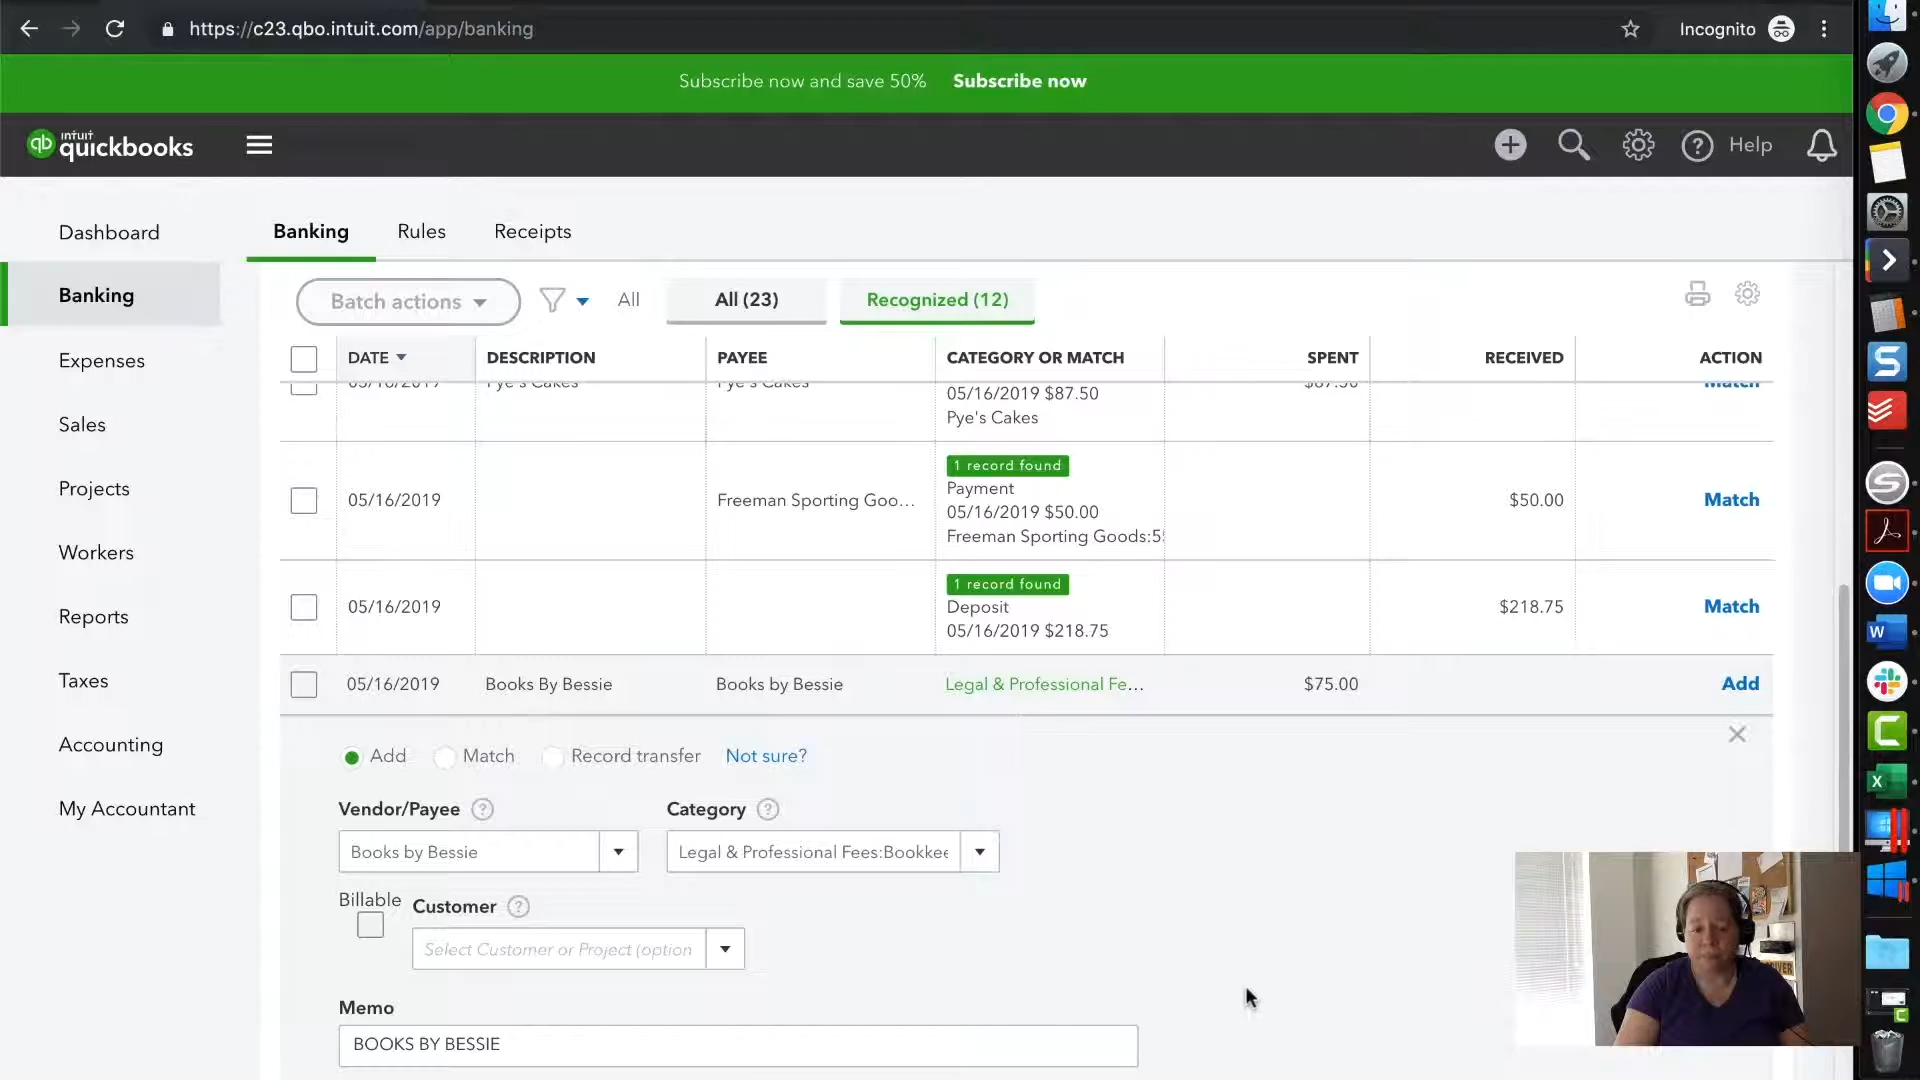 https://c23.qbo.intuit.com/app/banking
Incognito
Subscribe now and save 50% Subscribe now
intuit
quickbooks
Help
Dashboard
Banking
Expenses
Sales
Projects
Workers
Reports
Taxes
Accounting
My Accountant
Banking Rules Receipts
Batch actions All All (23) Recognized (12)
DATE DESCRIPTION PAYEE CATEGORY OR MATCH SPENT RECEIVED ACTION
05/16/2019 Pye's Cakes Pye's Cakes $87.50 Match
05/16/2019 $87.50
Pye's Cakes
1 record found
05/16/2019 Freeman Sporting Goo... Payment $50.00 Match
05/16/2019 $50.00
Freeman Sporting Goods:5
1 record found
05/16/2019 Deposit $218.75 Match
05/16/2019 $218.75
05/16/2019 Books By Bessie Books by Bessie Legal & Professional Fe... $75.00 Add
Add Match Record transfer Not sure?
Vendor/Payee Category
Books by Bessie Legal & Professional Fees:Bookkee
Billable Customer
Select Customer or Project (option
Memo
BOOKS BY BESSIE